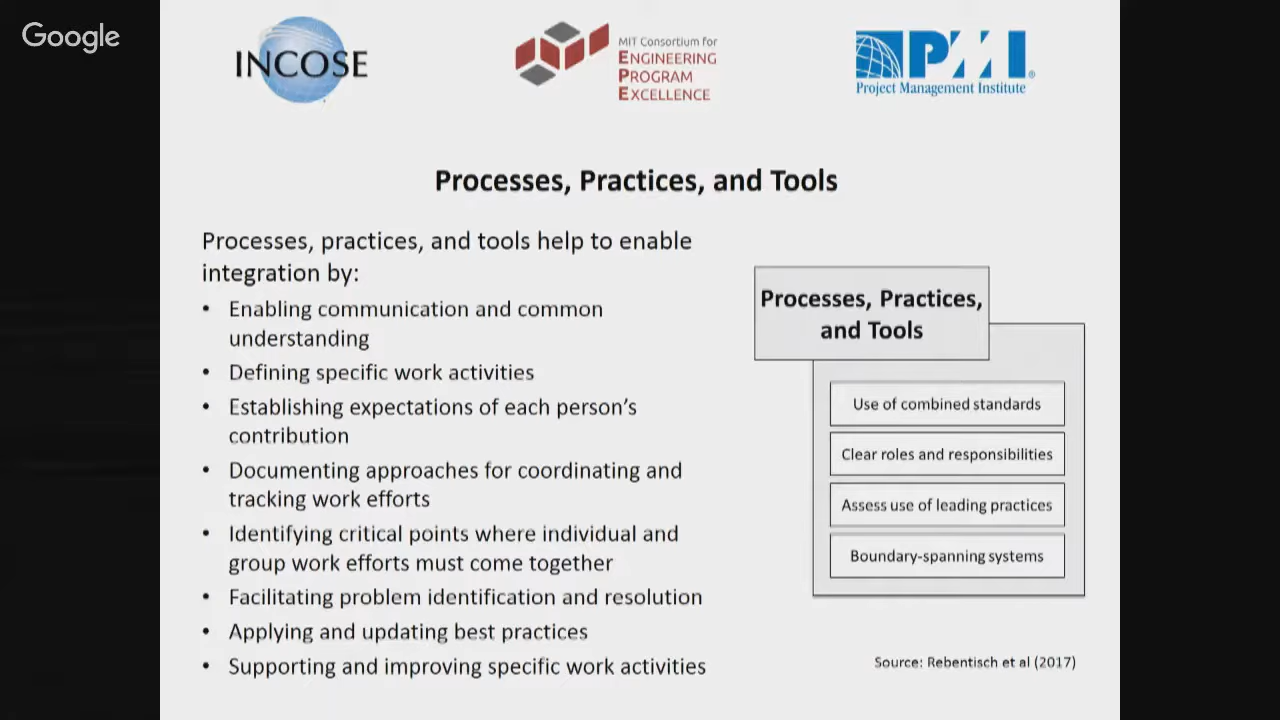 Google
INCOSE
MIT Consortium for
ENGINEERING
PROGRAM
EXCELLENCE
PMI®
Project Management Institute
Processes, Practices, and Tools
Processes, practices, and tools help to enable
integration by:
• Enabling communication and common
understanding
• Defining specific work activities
• Establishing expectations of each person's
contribution
• Documenting approaches for coordinating and
tracking work efforts
• Identifying critical points where individual and
group work efforts must come together
• Facilitating problem identification and resolution
• Applying and updating best practices
• Supporting and improving specific work activities
Processes, Practices,
and Tools
Use of combined standards
Clear roles and responsibilities
Assess use of leading practices
Boundary-spanning systems
Source: Rebentisch et al (2017)